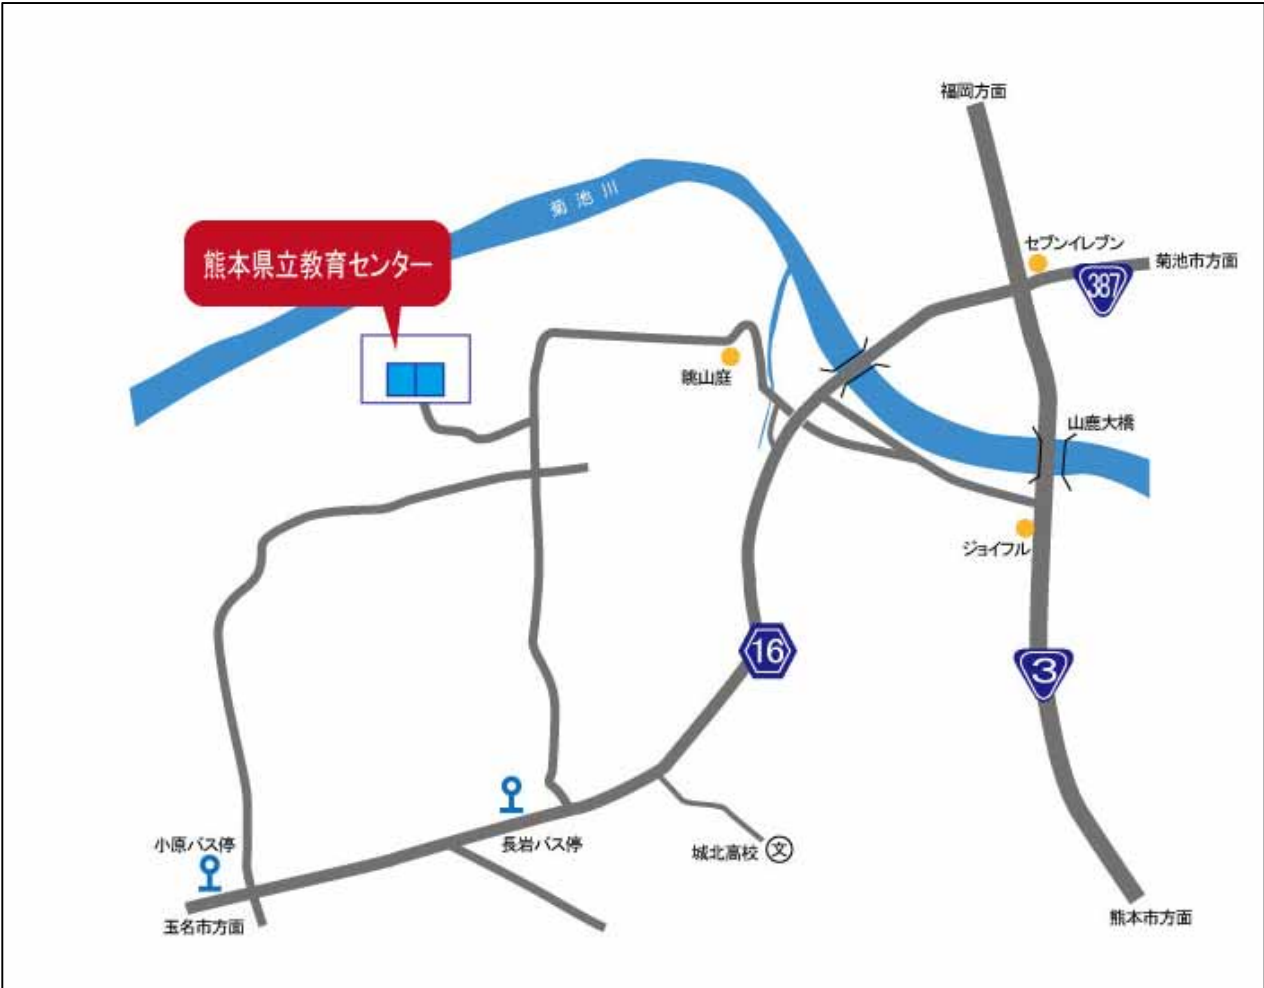 福岡方面
菊池川
セブンイレブン
熊本県立教育センター
菊池市方面
387
眺山庭
山鹿大橋
ジョイフル
16
3
小原バス停
長岩バス停
城北高校
文
熊本市方面
玉名市方面